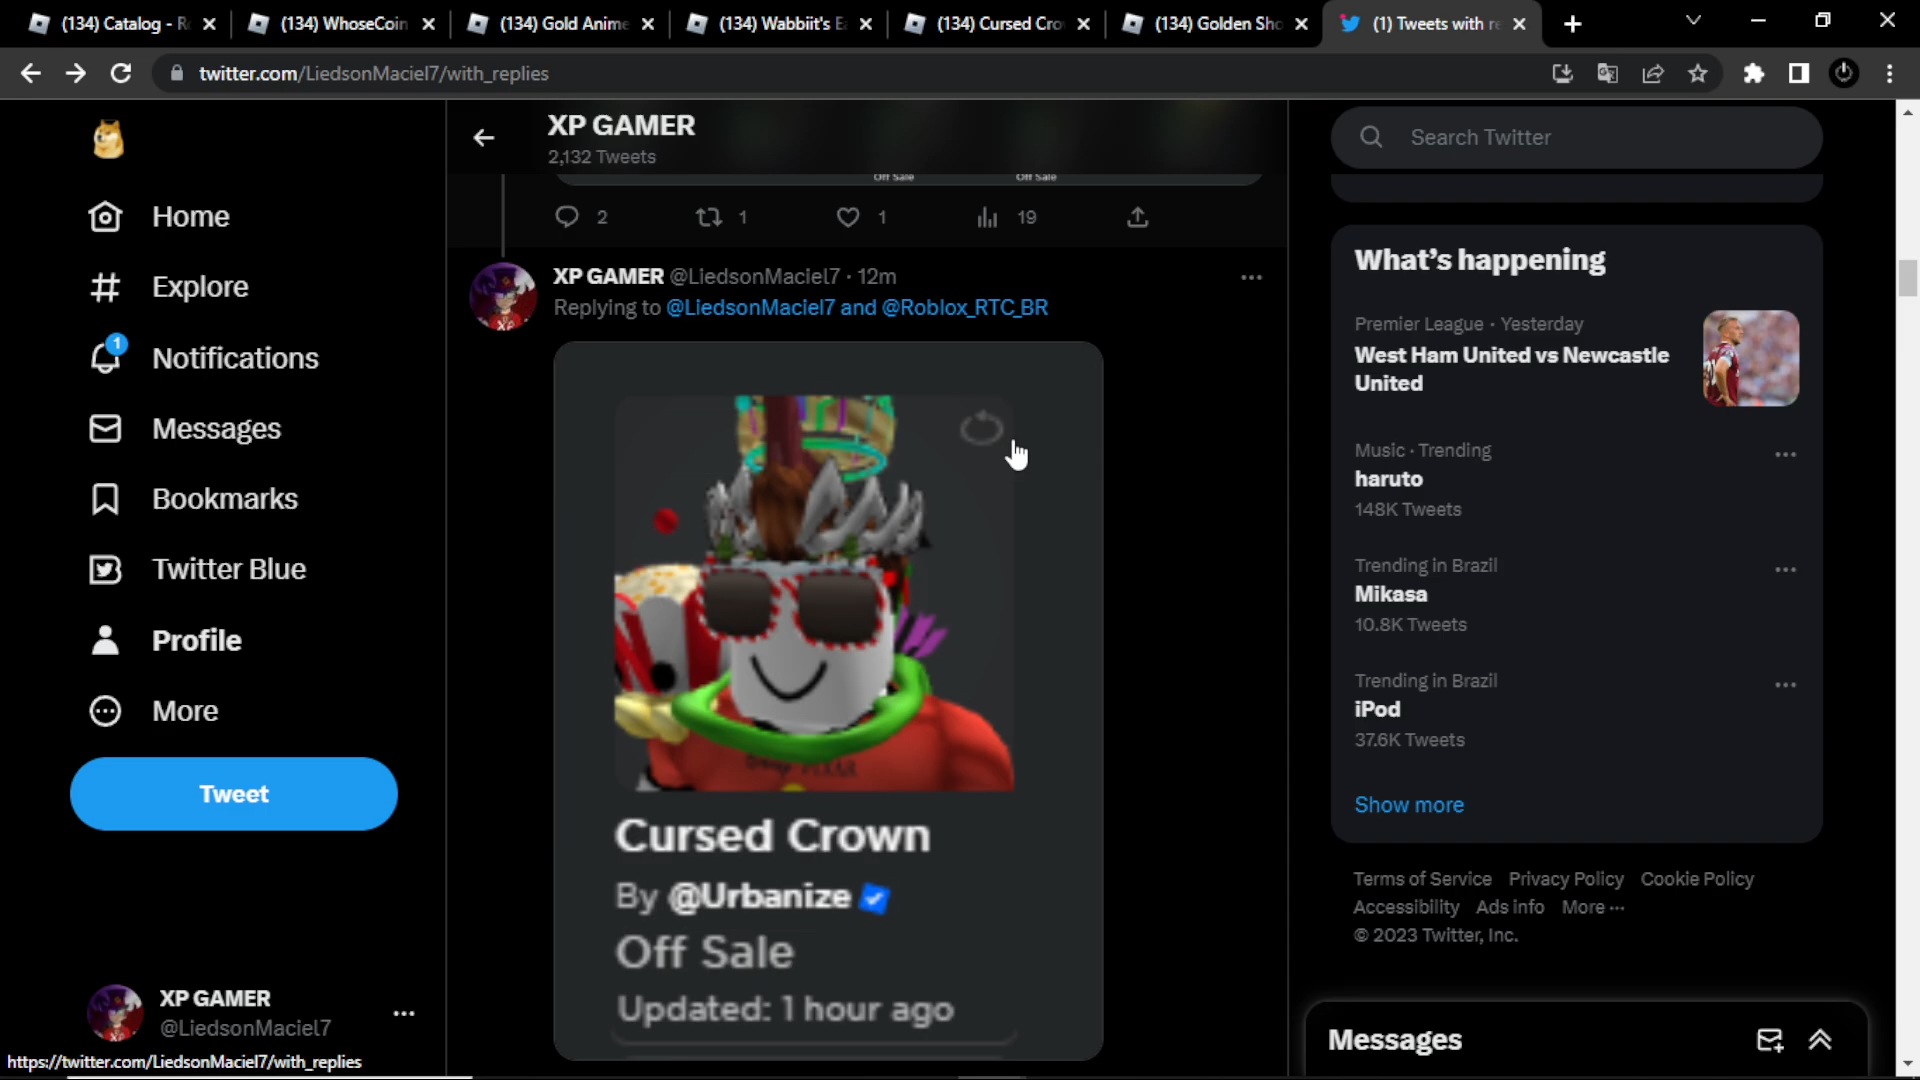 (134) Catalog - R
(134) WhoseCoin
(134) Gold Anime
(134) Wabbiit's E
(134) Cursed Cro
(134) Golden Sho
(1) Tweets with re
twitter.com/LiedsonMaciel7/with_replies
XP GAMER
2,132 Tweets
Search Twitter
Off Sale
Off Sale
2
1
1
19
Home
Explore
1
Notifications
Messages
Bookmarks
Twitter Blue
Profile
More
Tweet
XP GAMER @LiedsonMaciel7 · 12m
Replying to @LiedsonMaciel7 and @Roblox_RTC_BR
Cursed Crown
By @Urbanize
Off Sale
Updated: 1 hour ago
What's happening
Premier League · Yesterday
West Ham United vs Newcastle
United
Music · Trending
haruto
148K Tweets
Trending in Brazil
Mikasa
10.8K Tweets
Trending in Brazil
iPod
37.6K Tweets
Show more
Terms of Service Privacy Policy Cookie Policy
Accessibility Ads info More ···
© 2023 Twitter, Inc.
XP GAMER
@LiedsonMaciel7
Messages
https://twitter.com/LiedsonMaciel7/with_replies